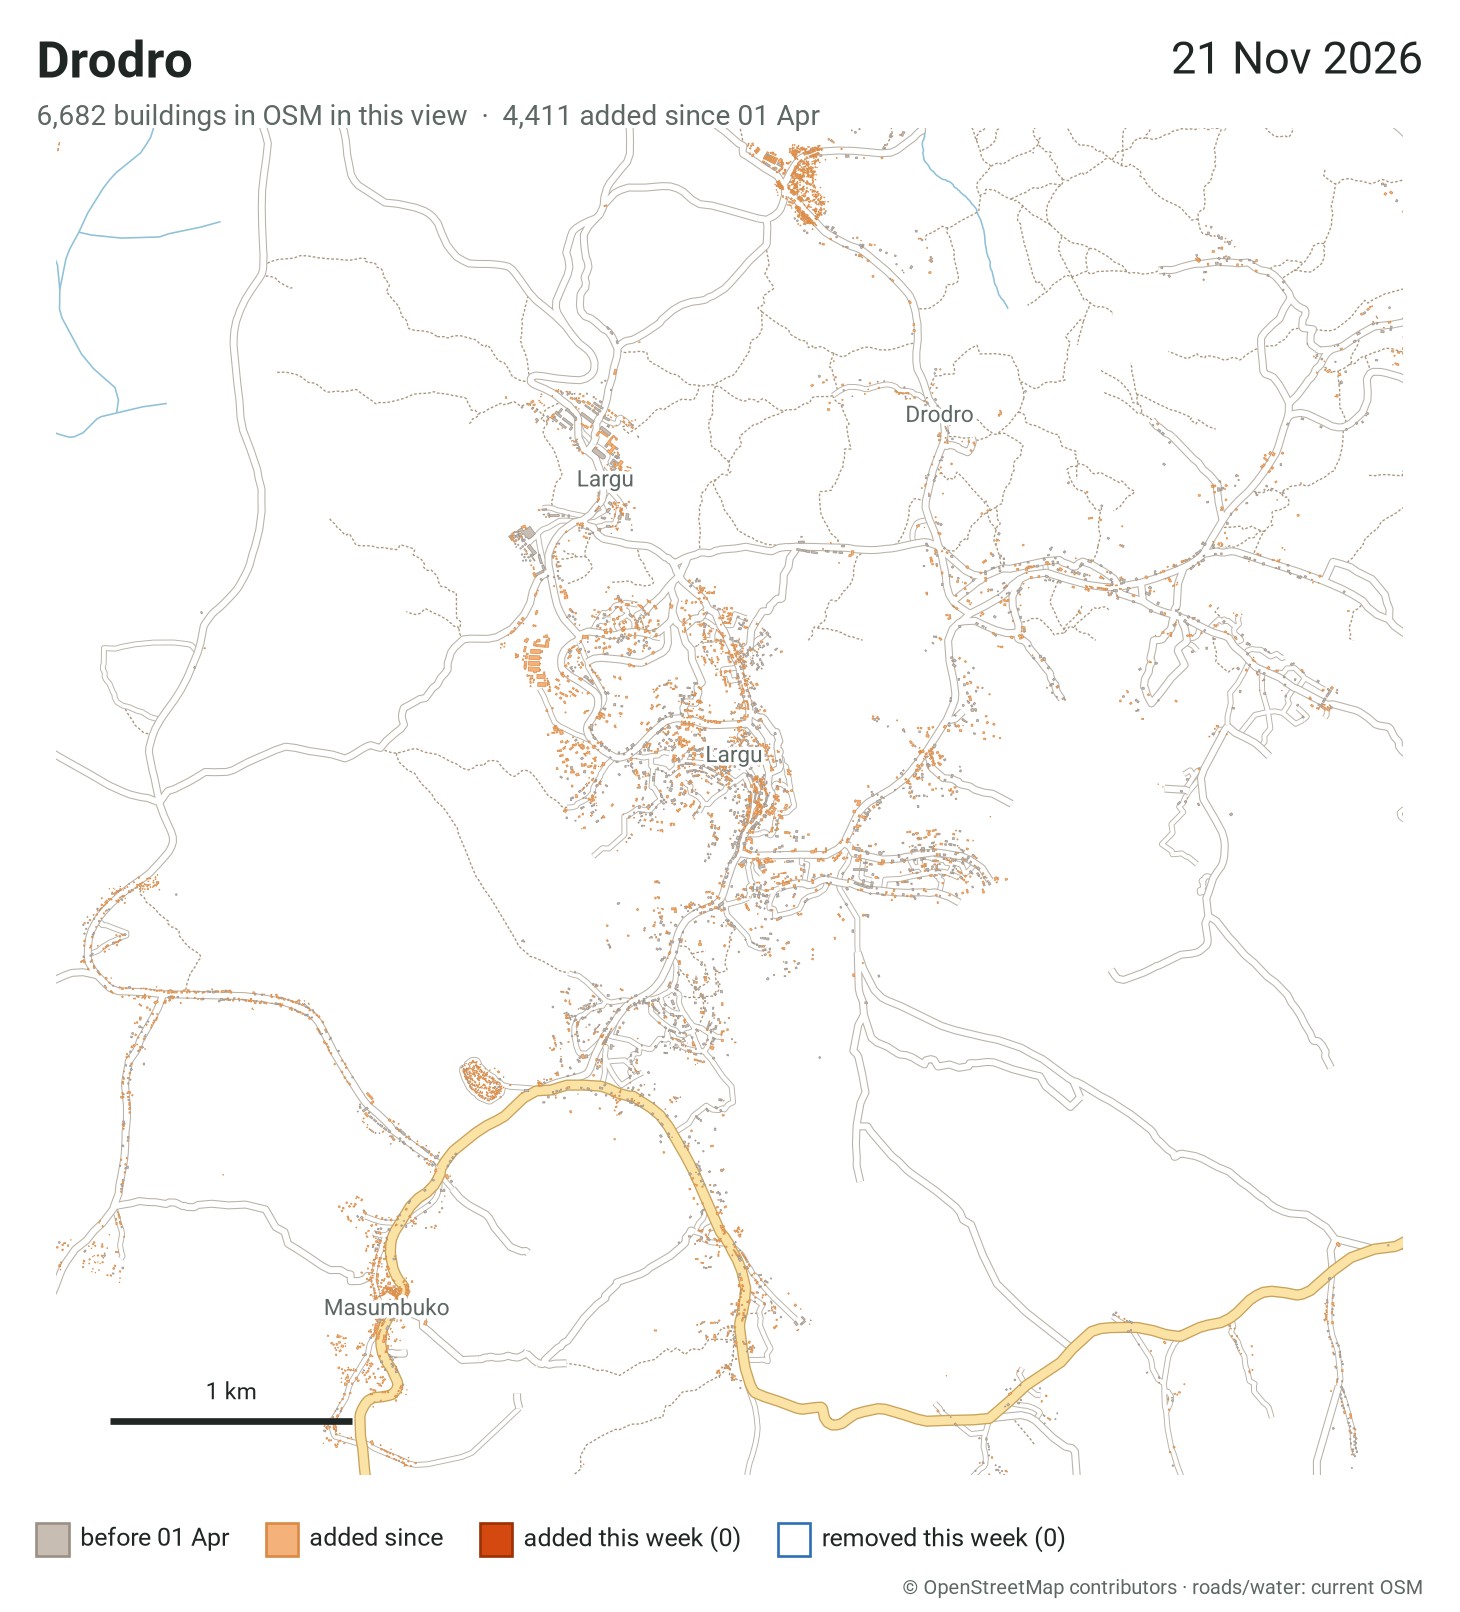 Drodro
21 Nov 2026
6,682 buildings in OSM in this view · 4,411 added since 01 Apr
Drodro
Largu
Largu
Masumbuko
1 km
before 01 Apr
added since
added this week (0)
removed this week (0)
© OpenStreetMap contributors · roads/water: current OSM